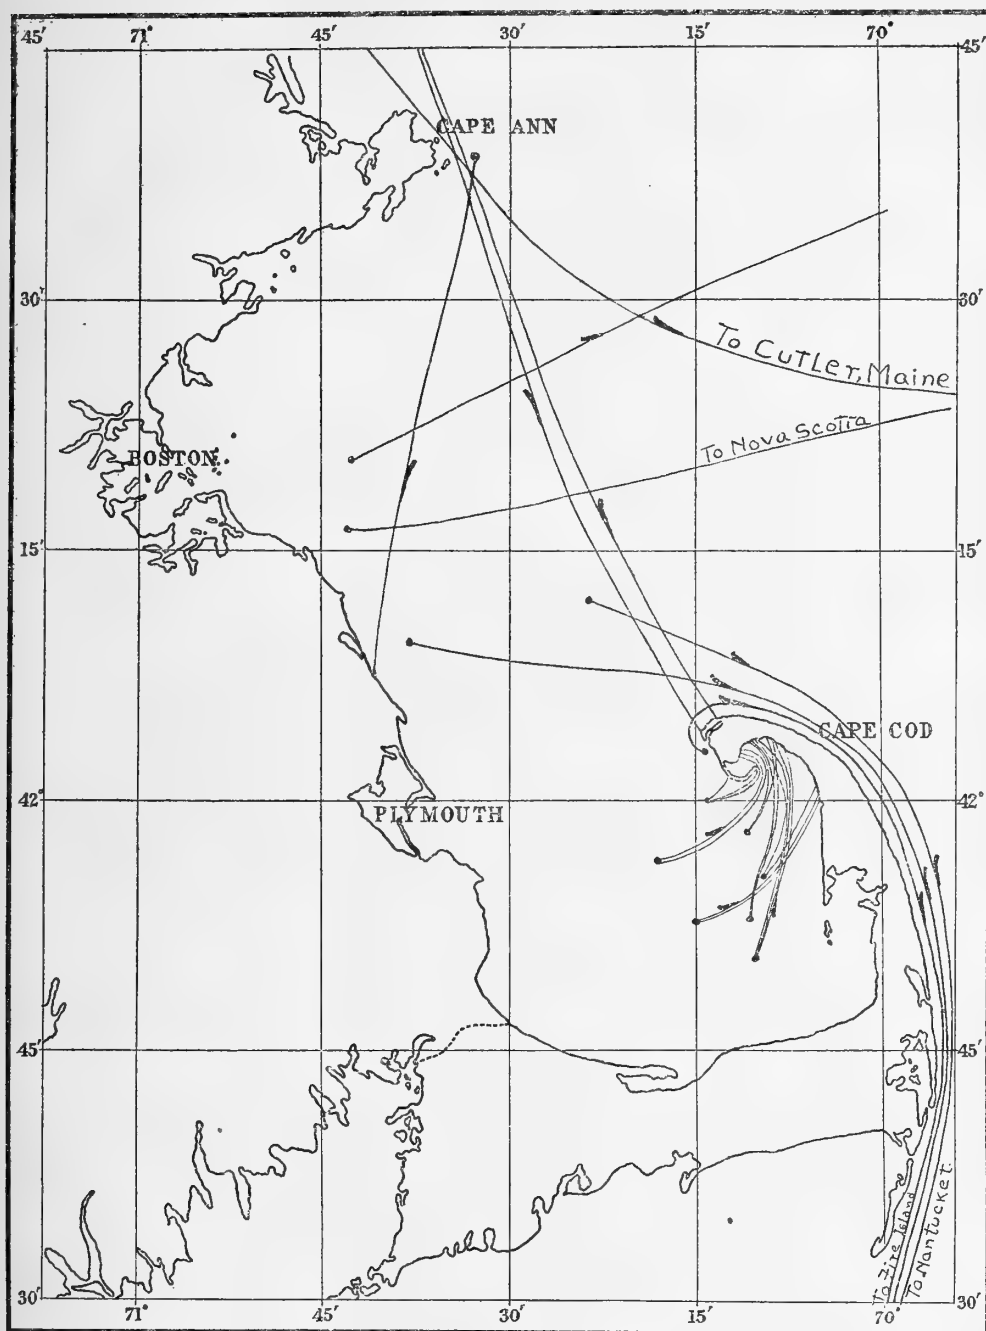 45' 71° 45' 30' 15' 70° 45'
CAPE ANN
30' 30'
To CUTLer, Maine
To Nova Scotia
BOSTON
15' 15'
CAPE COD
42° 42°
PLYMOUTH
45' 45'
To Fire Island
To Nantucket
30' 30'
71° 45' 30' 15' 70°